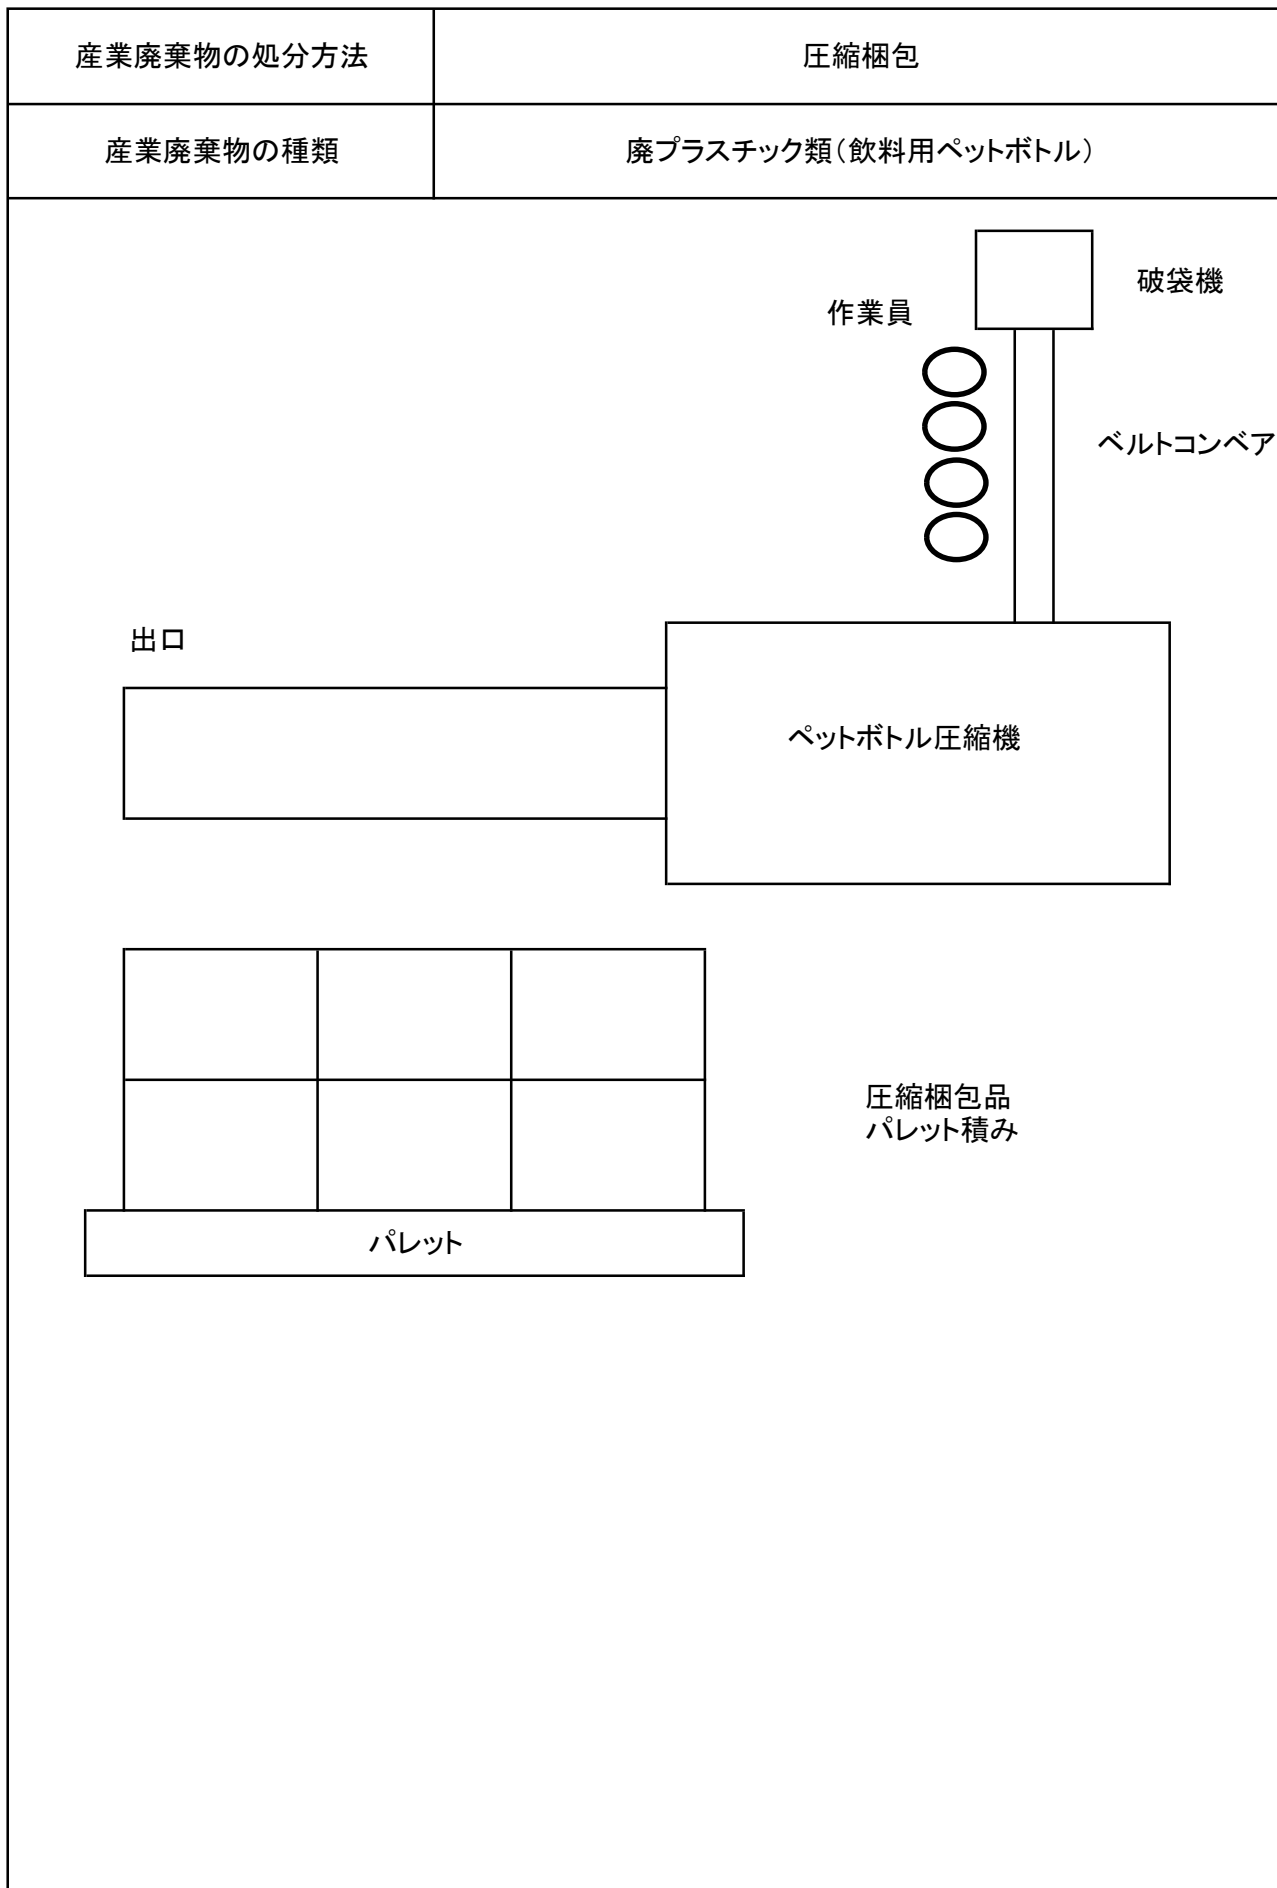 産業廃棄物の処分方法
圧縮梱包
産業廃棄物の種類
廃プラスチック類(飲料用ペットボトル)
破袋機
作業員
ベルトコンベア
出口
ペットボトル圧縮機
圧縮梱包品
パレット積み
パレット